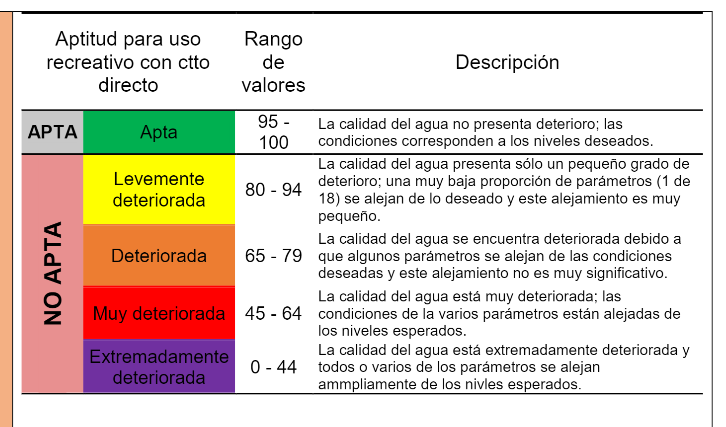 Aptitud para uso
recreativo con ctto
directo
Rango
de
valores
Descripción
APTA
Apta
95 -
100
La calidad del agua no presenta deterioro; las
condiciones corresponden a los niveles deseados.
NO APTA
Levemente
deteriorada
80 - 94
La calidad del agua presenta sólo un pequeño grado de
deterioro; una muy baja proporción de parámetros (1 de
18) se alejan de lo deseado y este alejamiento es muy
pequeño.
Deteriorada
65 - 79
La calidad del agua se encuentra deteriorada debido a
que algunos parámetros se alejan de las condiciones
deseadas y este alejamiento no es muy significativo.
Muy deteriorada
45 - 64
La calidad del agua está muy deteriorada; las
condiciones de la varios parámetros están alejadas de
los niveles esperados.
Extremadamente
deteriorada
0 - 44
La calidad del agua está extremadamente deteriorada y
todos o varios de los parámetros se alejan
ammpliamente de los nivles esperados.